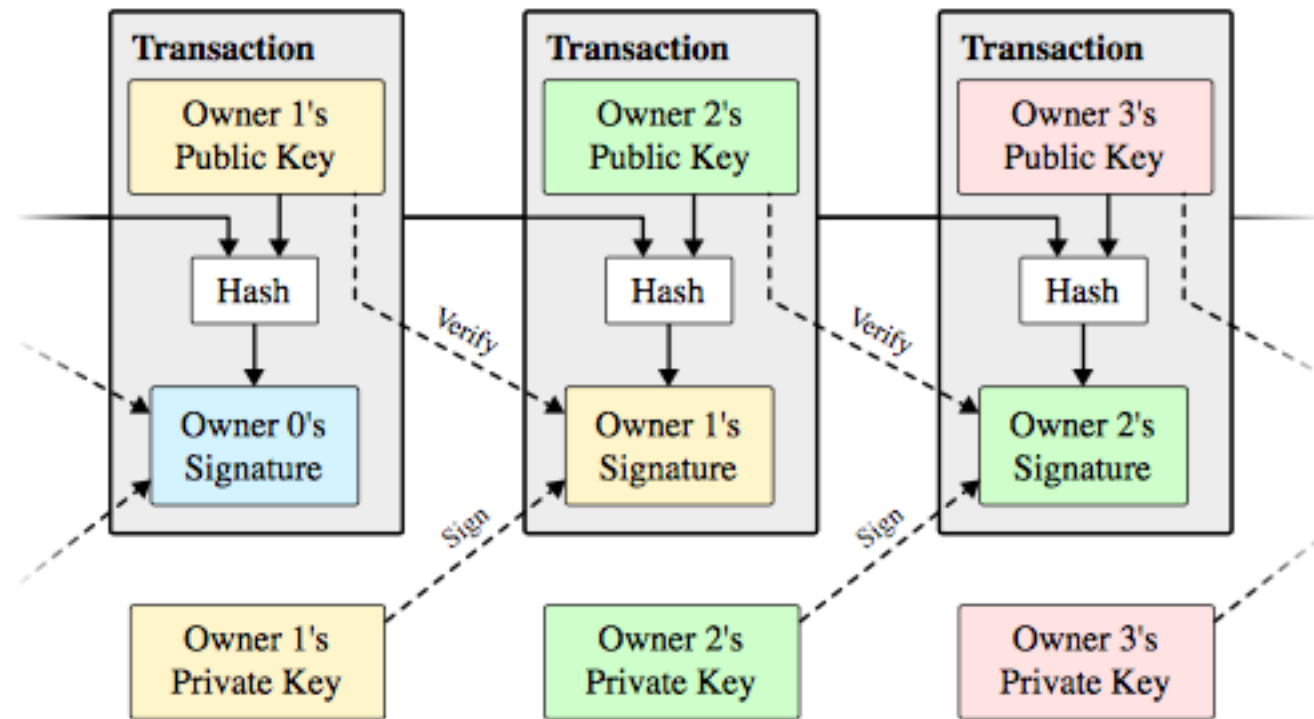 Transaction
Owner 1's
Public Key
Hash
Owner 0's
Signature
Transaction
Owner 2's
Public Key
Hash
Verify
Owner 1's
Signature
Sign
Transaction
Owner 3's
Public Key
Hash
Verify
Owner 2's
Signature
Sign
Owner 1's
Private Key
Owner 2's
Private Key
Owner 3's
Private Key